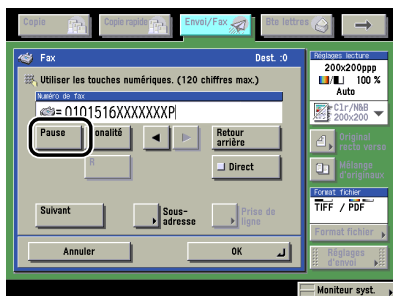 Copie
Copie rapide
Envoi/Fax
Bte lettres
Fax
Dest. :0
Utiliser les touches numériques. (120 chiffres max.)
Numéro de fax
= 0101516XXXXXXXP
Pause
onalité
Retour
arrière
R
Direct
Suivant
Sous-
adresse
Prise de
ligne
Annuler
OK
Réglages lecture
200x200ppp
100 %
Auto
Clr/N&B
200x200
Original
recto verso
Mélange
d'originaux
Format fichier
TIFF / PDF
Format fichier
Réglages
d'envoi
Moniteur syst.